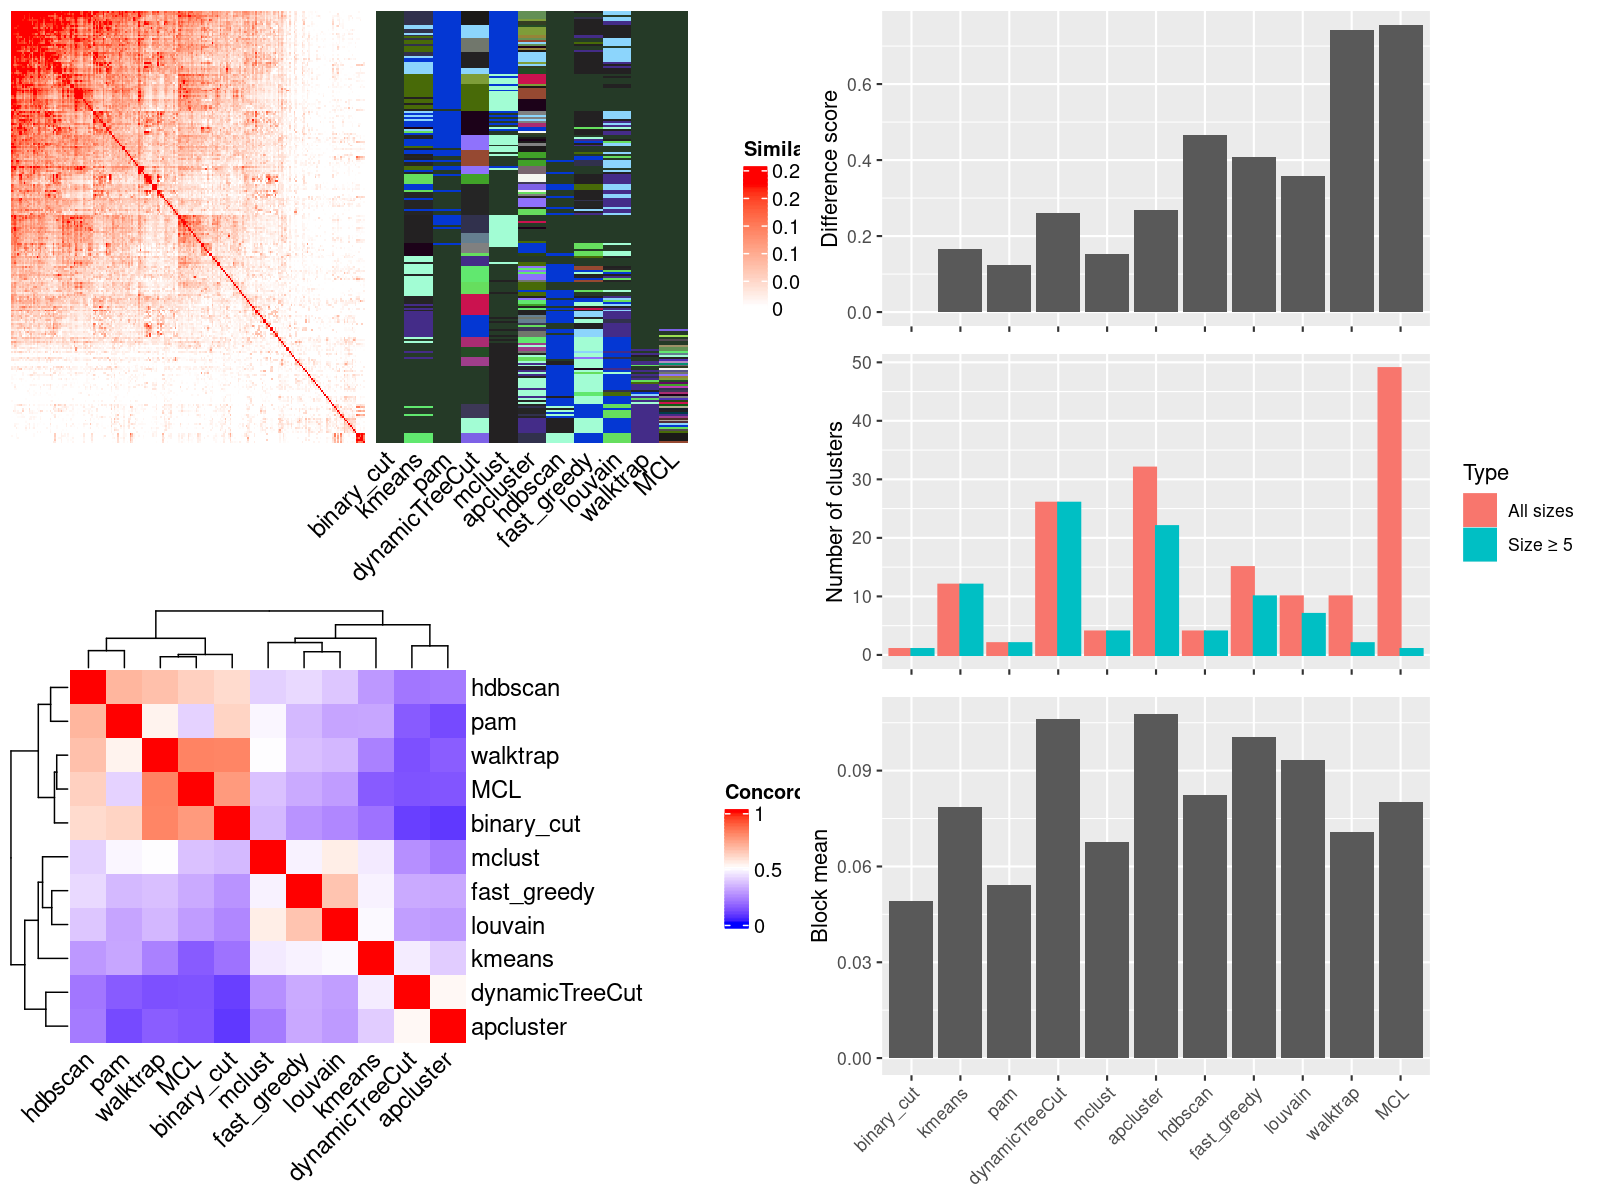 binary_cut
kmeans
pam
dynamicTreeCut
mclust
apcluster
hdbscan
fast_greedy
louvain
walktrap
MCL
Simila
0.2
0.2
0.1
0.1
0.0
0
hdbscan
pam
walktrap
MCL
binary_cut
mclust
fast_greedy
louvain
kmeans
dynamicTreeCut
apcluster
hdbscan
pam
walktrap
MCL
binary_cut
mclust
fast_greedy
louvain
kmeans
dynamicTreeCut
apcluster
Concord
1
0.5
0
Difference score
0.6
0.4
0.2
0.0
Number of clusters
50
40
30
20
10
0
Type
All sizes
Size ≥ 5
Block mean
0.09
0.06
0.03
0.00
binary_cut
kmeans
pam
dynamicTreeCut
mclust
apcluster
hdbscan
fast_greedy
louvain
walktrap
MCL